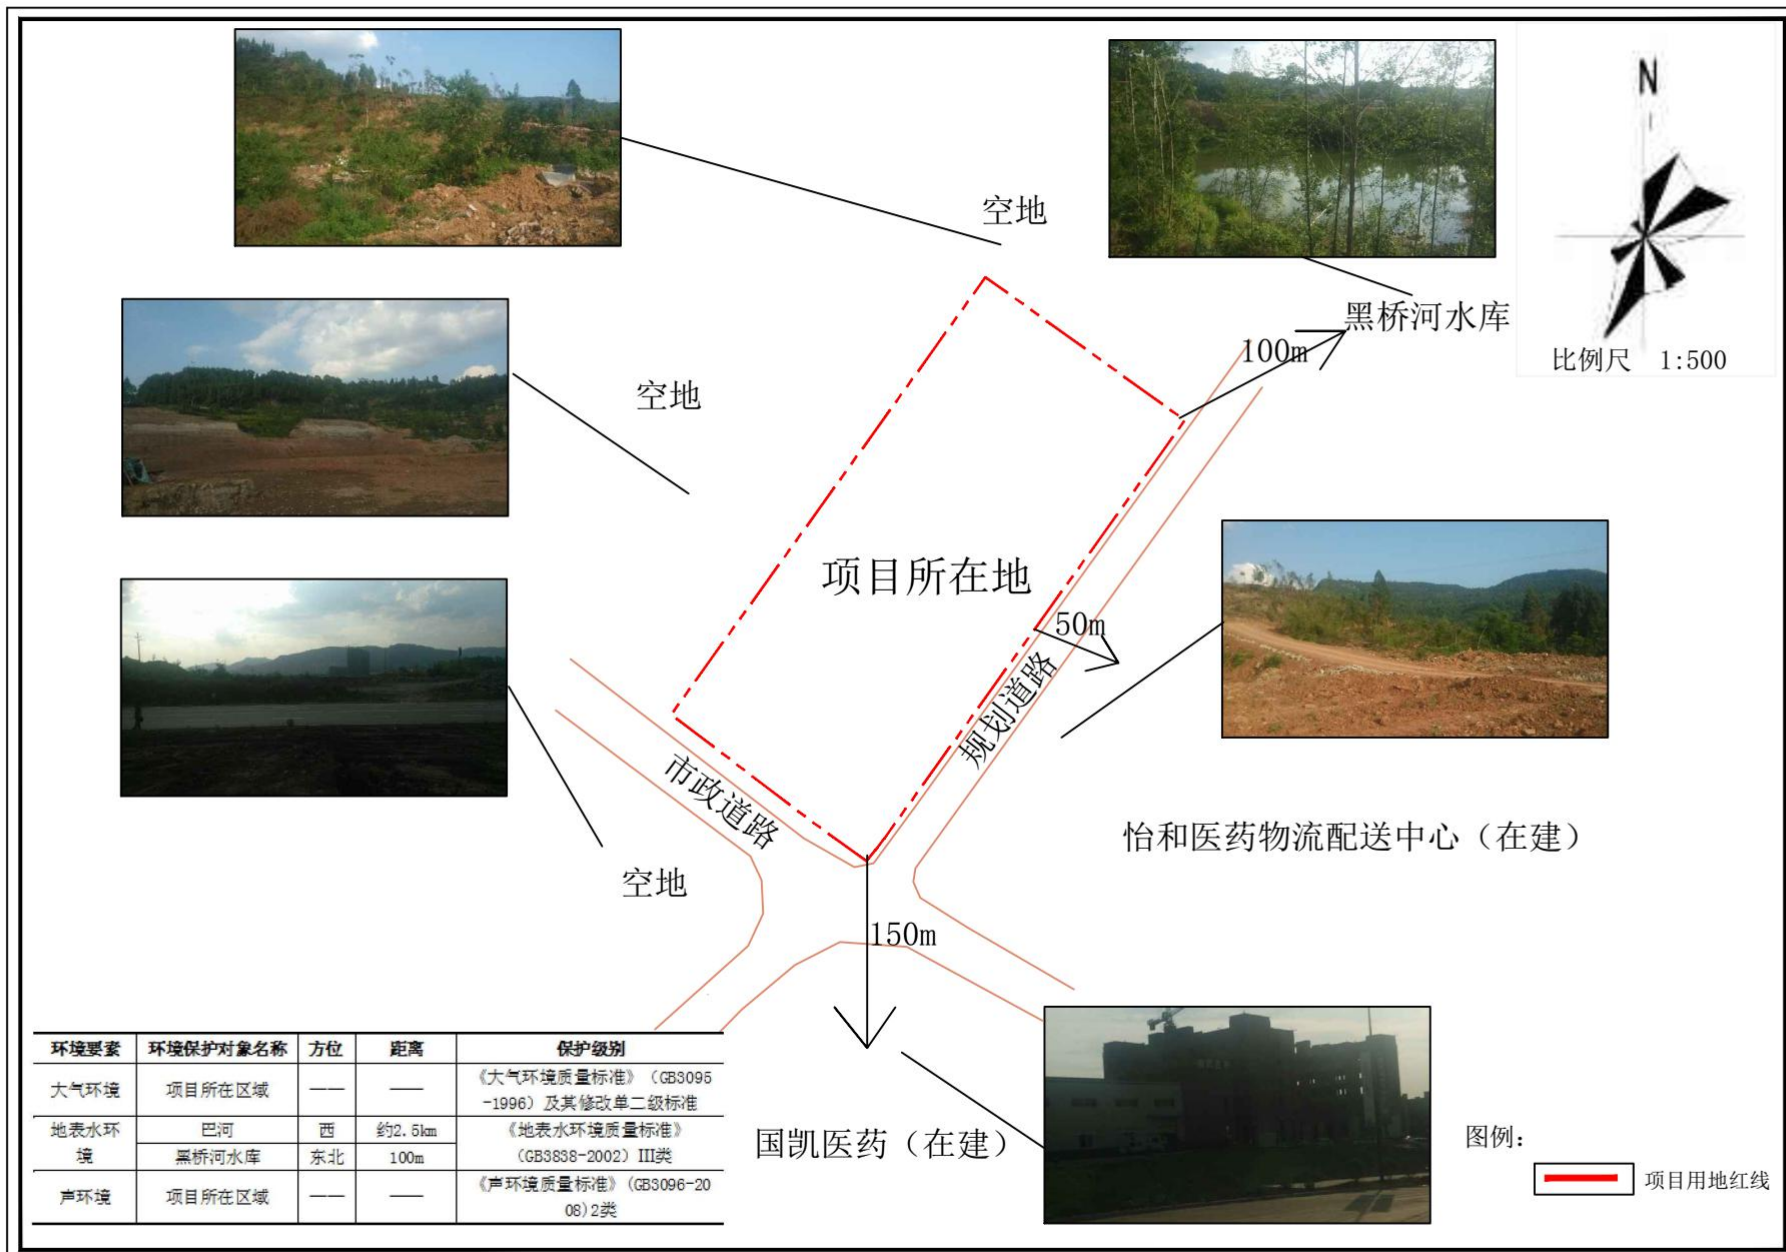 N
空地
黑桥河水库
100m
比例尺 1:500
空地
项目所在地
50m
规划道路
市政道路
怡和医药物流配送中心（在建）
空地
150m
国凯医药（在建）
环境要素 环境保护对象名称 方位 距离 保护级别
大气环境 项目所在区域 —— —— 《大气环境质量标准》（GB3095
-1996）及其修改单二级标准
地表水环 巴河 西 约2.5km 《地表水环境质量标准》
境 黑桥河水库 东北 100m （GB3838-2002）III类
声环境 项目所在区域 —— —— 《声环境质量标准》(GB3096-20
08)2类
图例：
项目用地红线